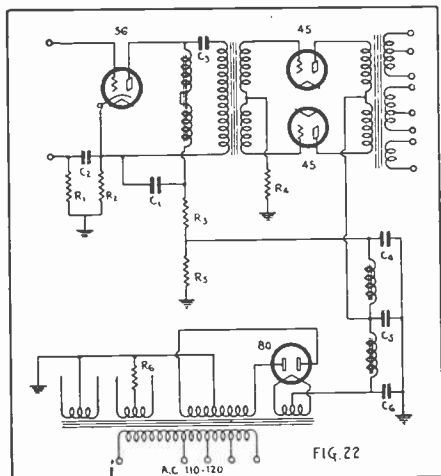 56
45
C3
45
C2
R1
R2
C1
R4
R3
R5
C4
C5
C6
80
R6
A.C. 110-120
FIG. 22